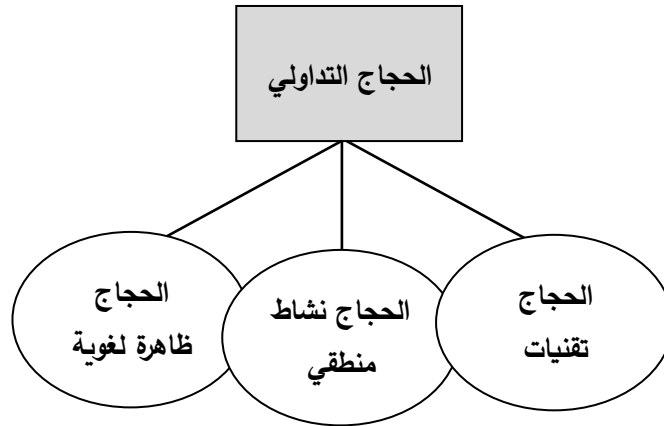 الحجاج التداولي
الحجاج
تقنيات
الحجاج نشاط
منطقي
الحجاج
ظاهرة لغوية